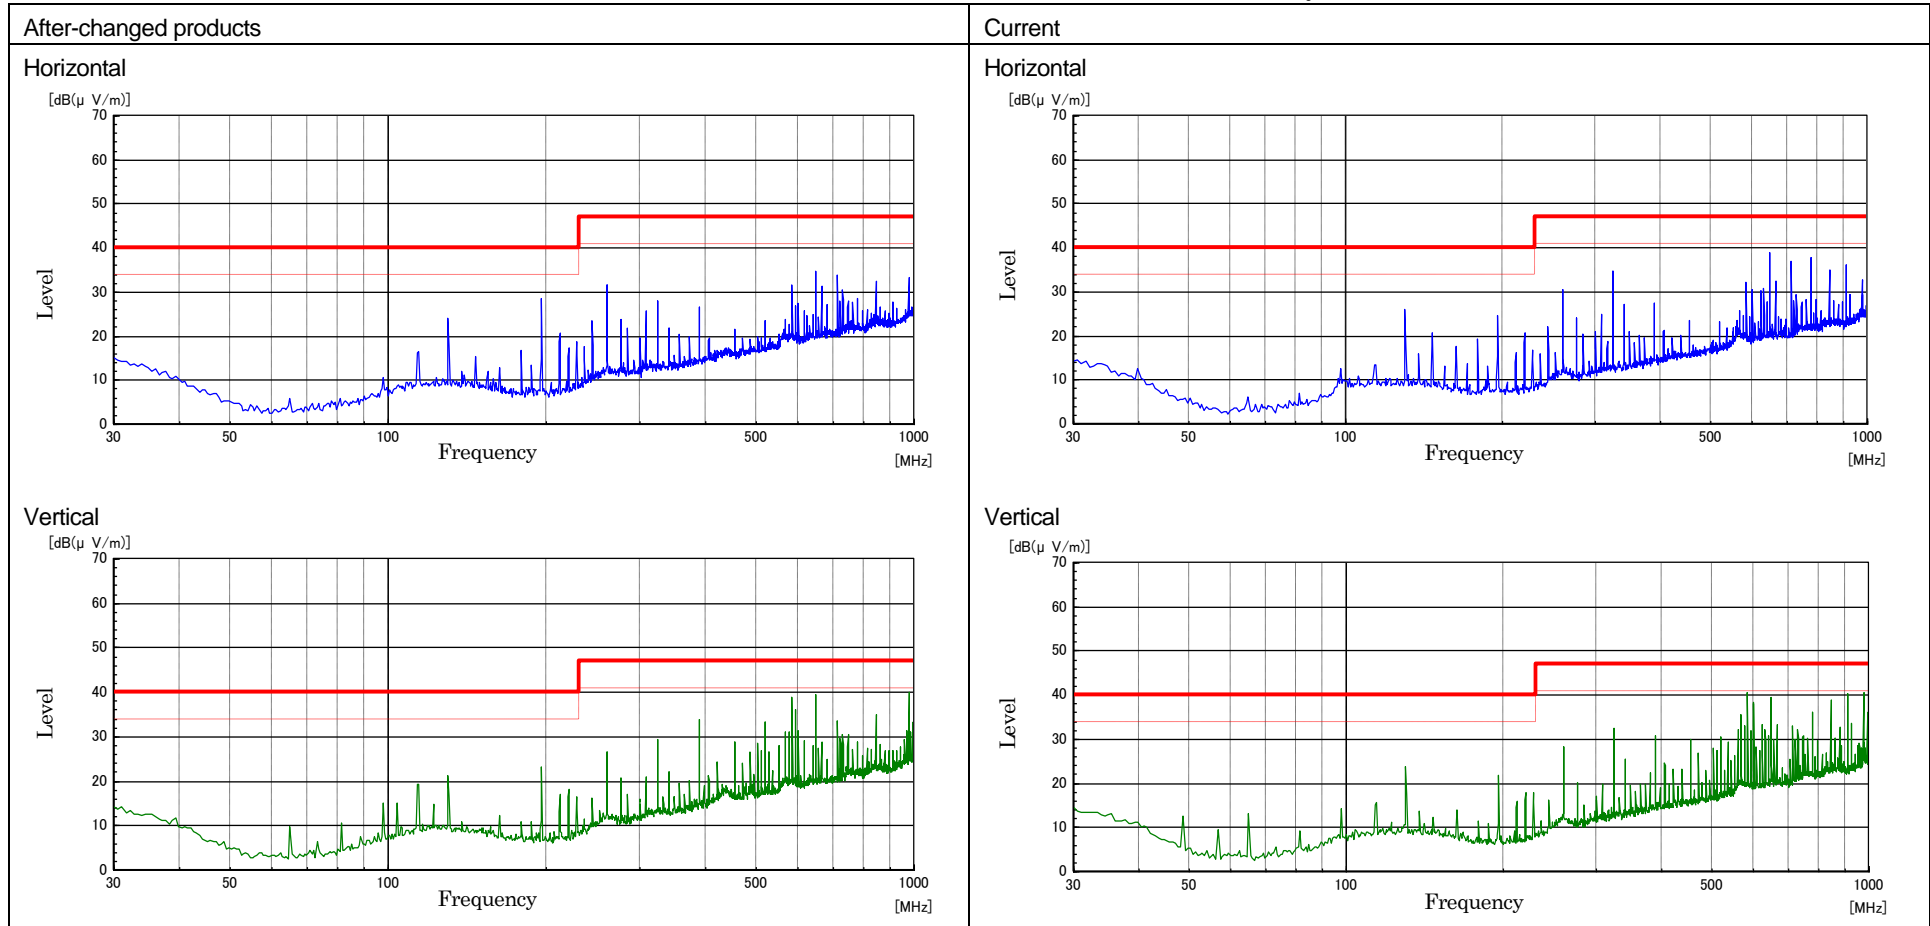 After-changed products
Current
Horizontal
[dB(μ V/m)]
70
60
50
40
30
20
10
0
Level
30
50
100
500
1000
Frequency
[MHz]
Horizontal
[dB(μ V/m)]
70
60
50
40
30
20
10
0
Level
30
50
100
500
1000
Frequency
[MHz]
Vertical
[dB(μ V/m)]
70
60
50
40
30
20
10
0
Level
30
50
100
500
1000
Frequency
[MHz]
Vertical
[dB(μ V/m)]
70
60
50
40
30
20
10
0
Level
30
50
100
500
1000
Frequency
[MHz]